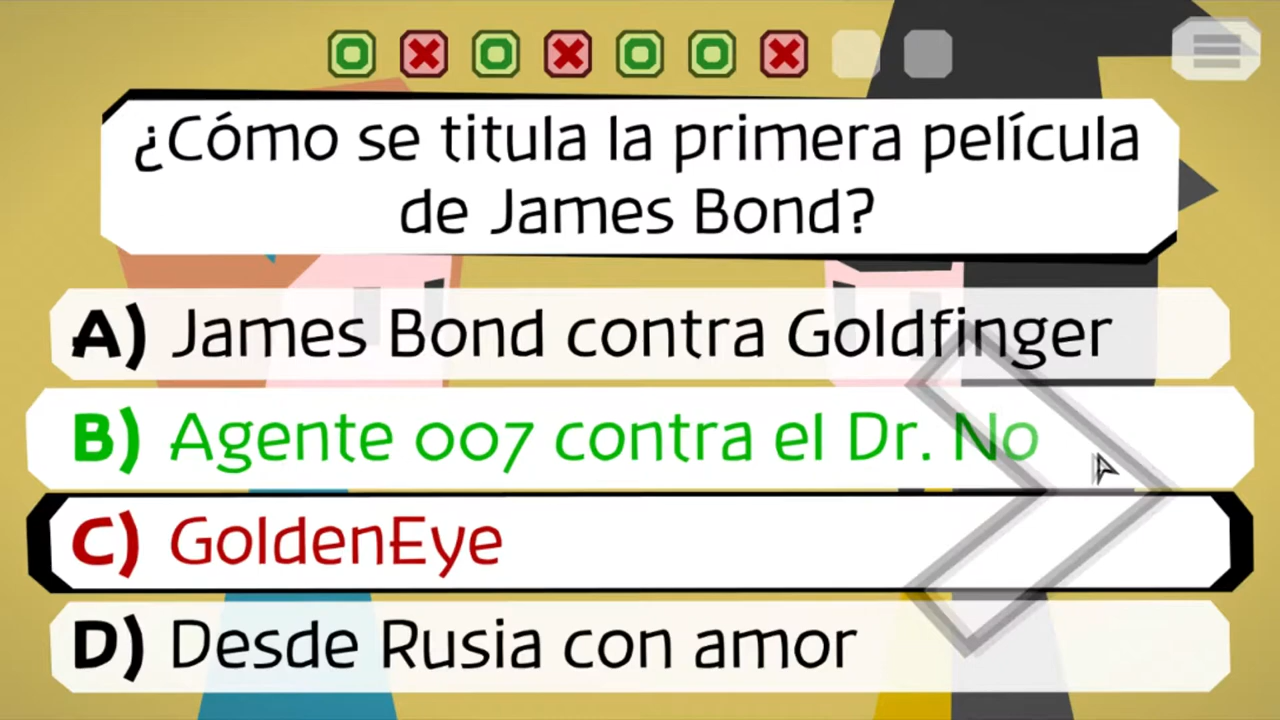 ¿Cómo se titula la primera película
de James Bond?
A) James Bond contra Goldfinger
B) Agente 007 contra el Dr. No
C) GoldenEye
D) Desde Rusia con amor